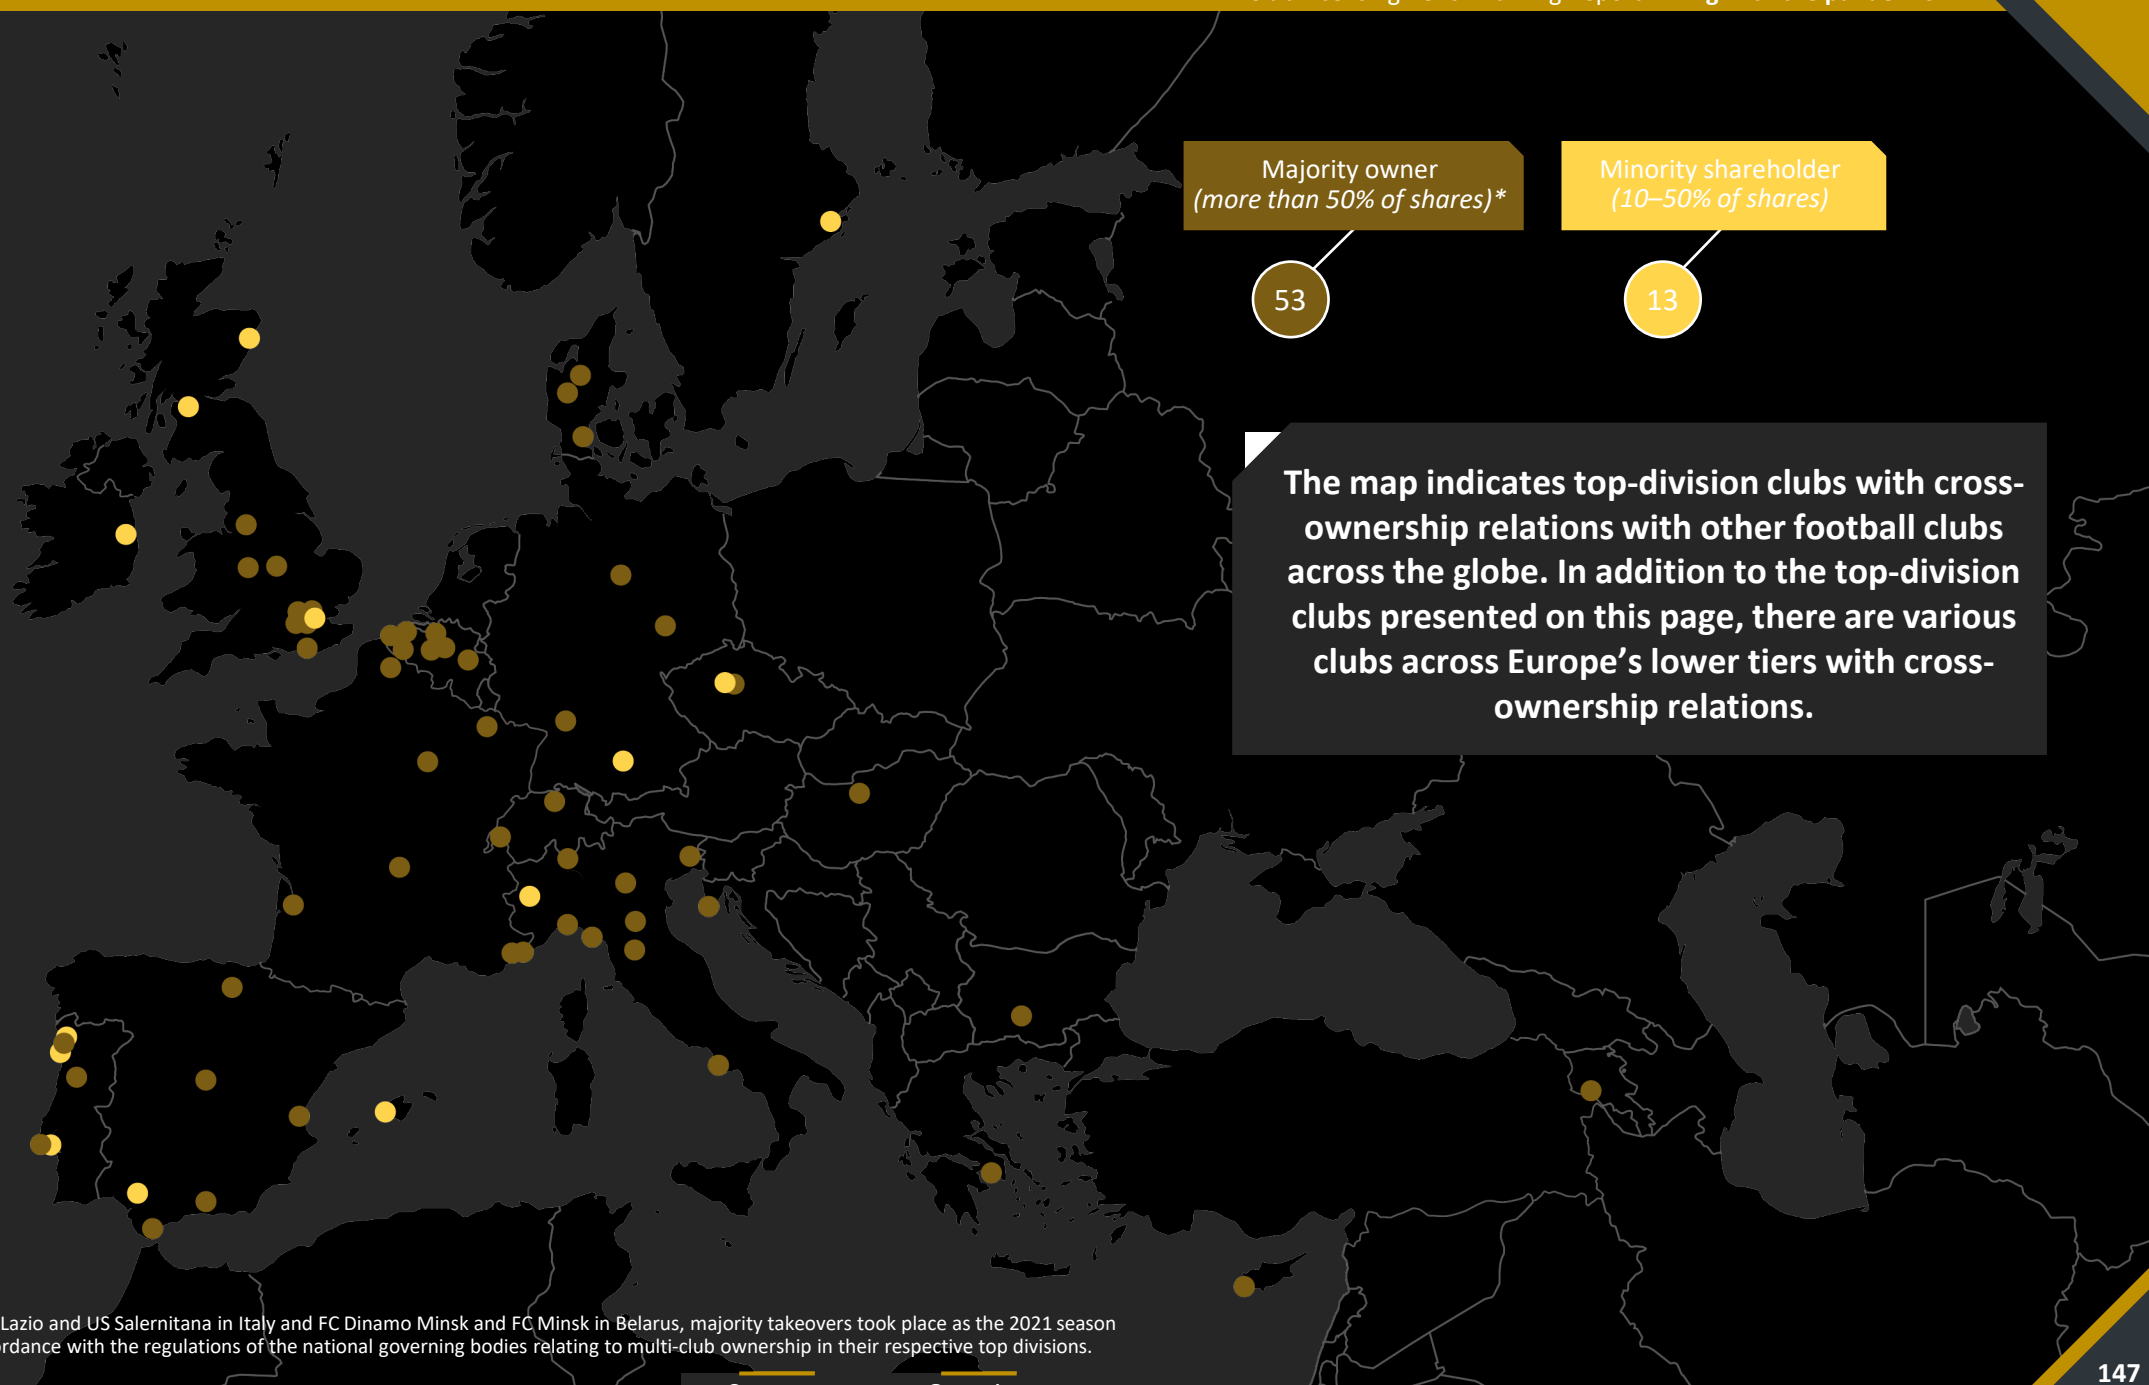 Majority owner
(more than 50% of shares)*
Minority shareholder
(10–50% of shares)
53
13
The map indicates top-division clubs with cross-
ownership relations with other football clubs
across the globe. In addition to the top-division
clubs presented on this page, there are various
clubs across Europe's lower tiers with cross-
ownership relations.
Lazio and US Salernitana in Italy and FC Dinamo Minsk and FC Minsk in Belarus, majority takeovers took place as the 2021 season
with the regulations of the national governing bodies relating to multi-club ownership in their respective top divisions.
147